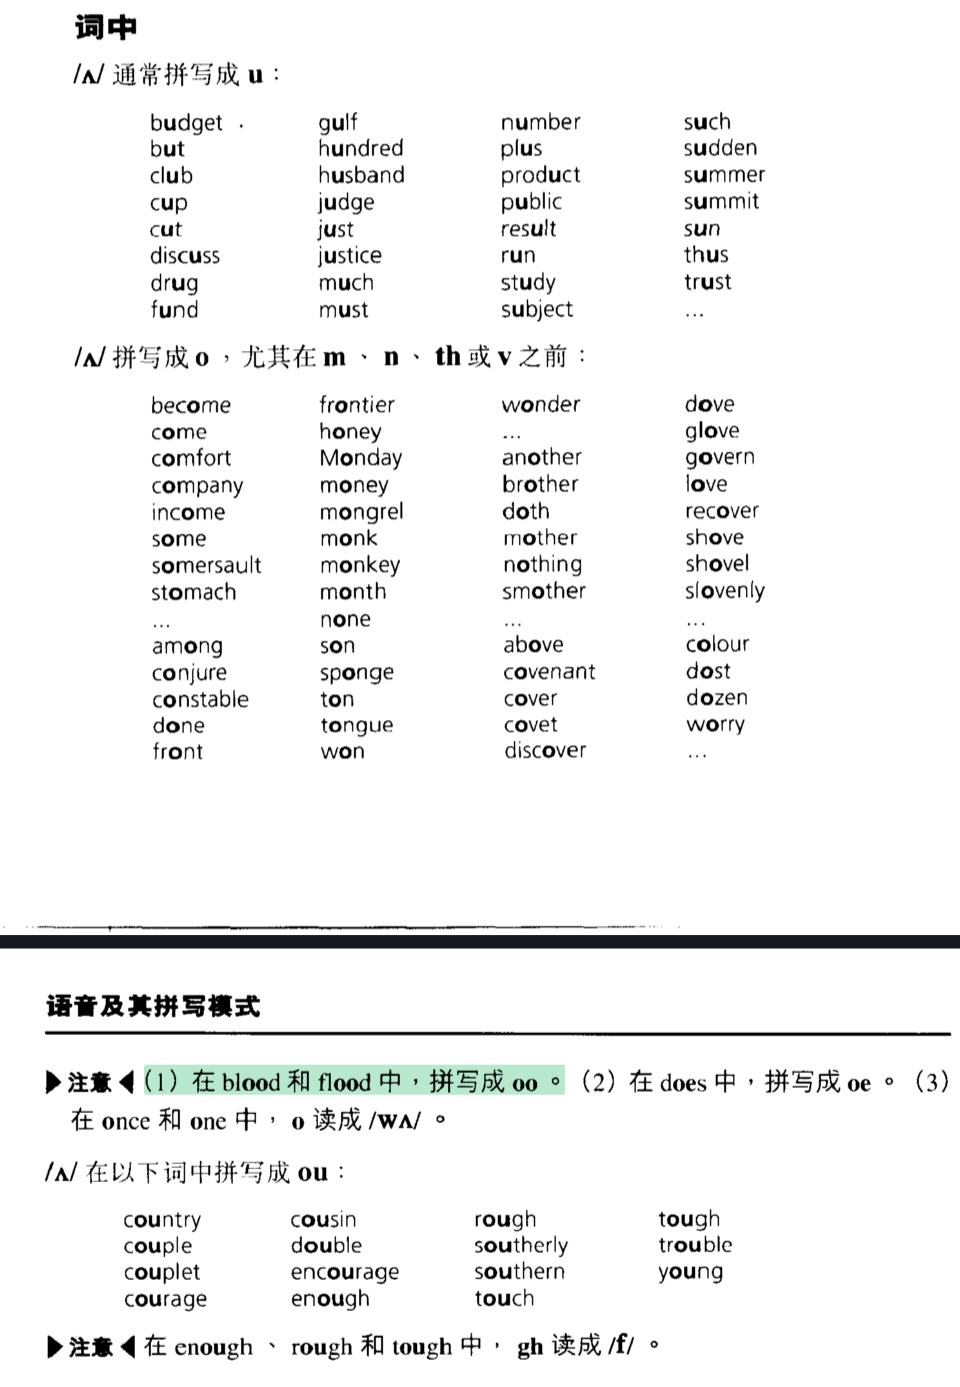 词中
/ʌ/ 通常拼写成 u：
budget gulf number such
but hundred plus sudden
club husband product summer
cup judge public summit
cut just result sun
discuss justice run thus
drug much study trust
fund must subject ...
/ʌ/ 拼写成 o，尤其在 m、n、th 或 v 之前：
become frontier wonder dove
come honey ... glove
comfort Monday another govern
company money brother love
income mongrel doth recover
some monk mother shove
somersault monkey nothing shovel
stomach month smother slovenly
... none ... ...
among son above colour
conjure sponge covenant dost
constable ton cover dozen
done tongue covet worry
front won discover ...
语音及其拼写模式
▶注意◀（1）在 blood 和 flood 中，拼写成 oo。（2）在 does 中，拼写成 oe。（3）
在 once 和 one 中，o 读成 /wʌ/。
/ʌ/ 在以下词中拼写成 ou：
country cousin rough tough
couple double southerly trouble
couplet encourage southern young
courage enough touch
▶注意◀ 在 enough、rough 和 tough 中，gh 读成 /f/。